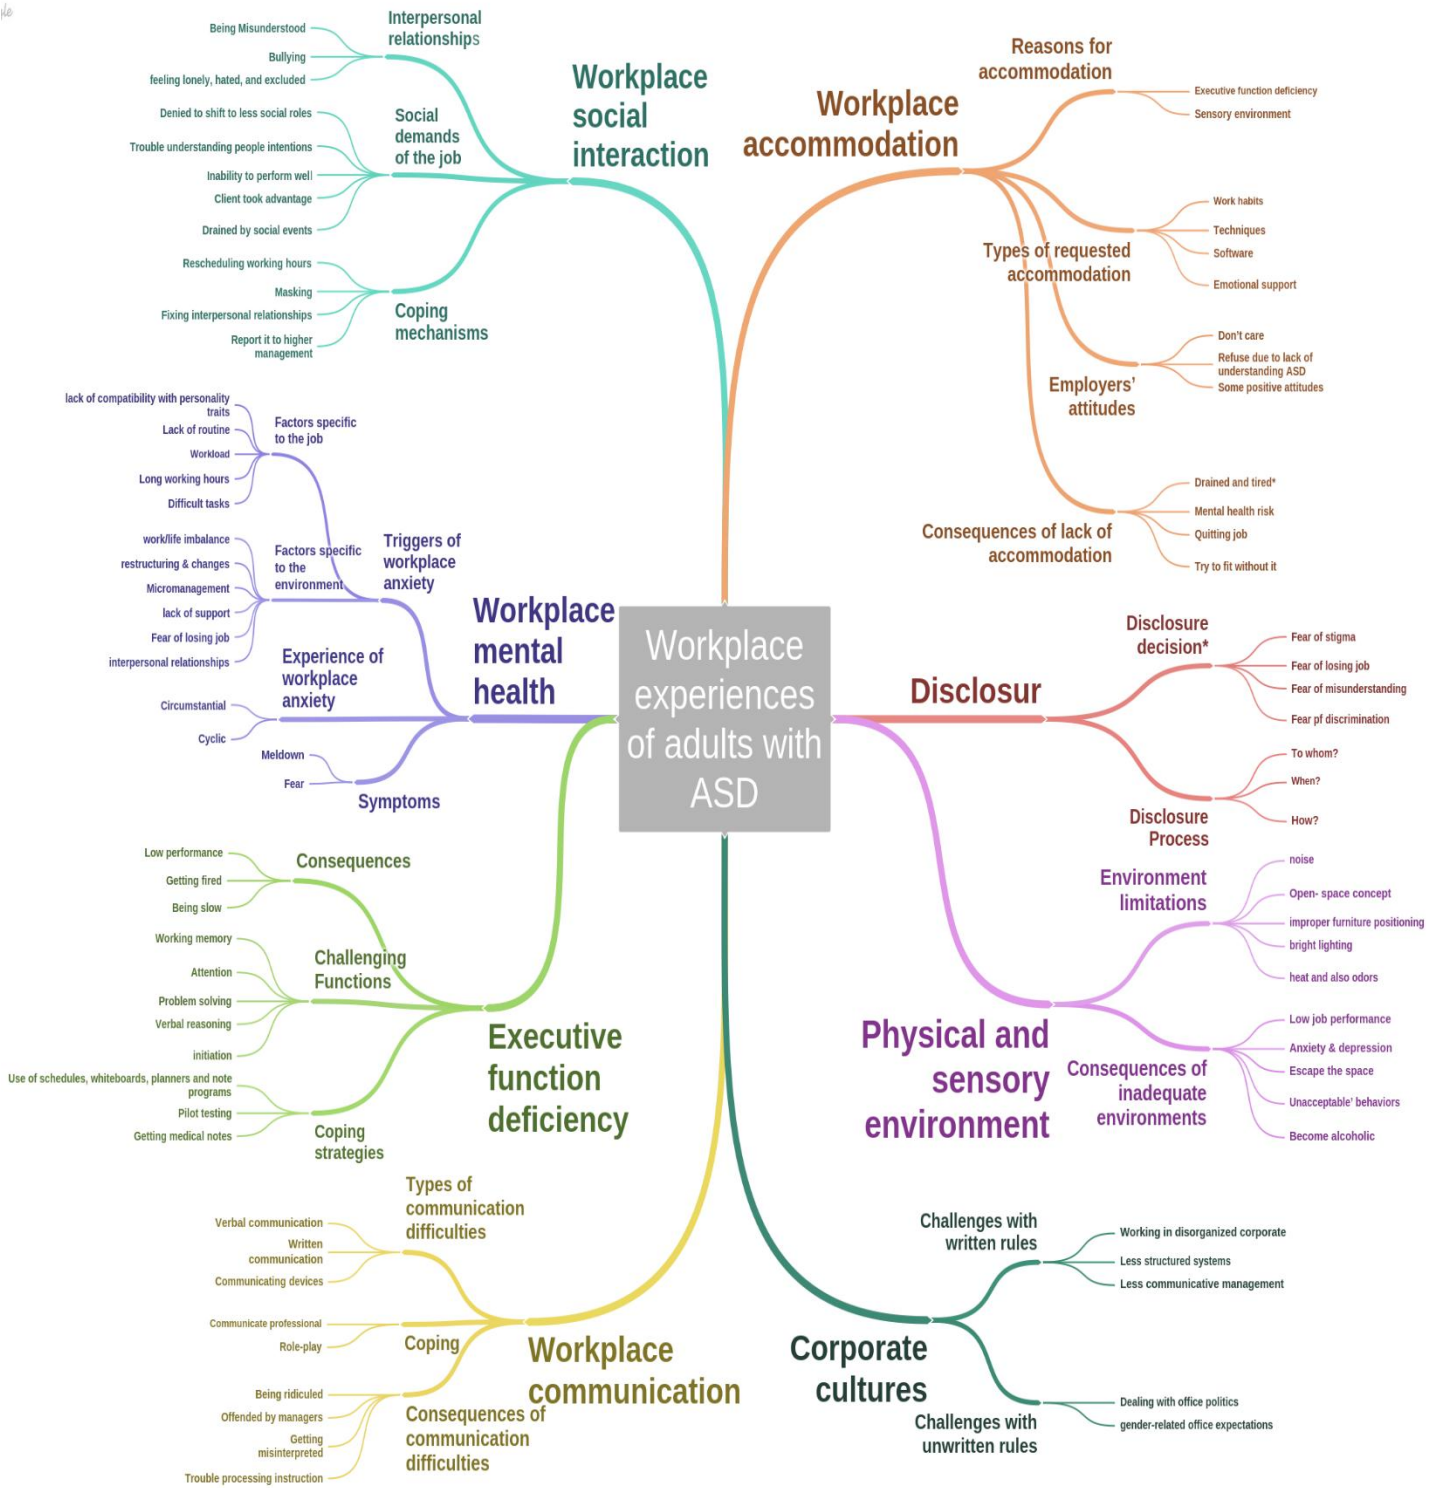 Workplace
experiences
of adults with
ASD
Workplace
social
interaction
Interpersonal
relationships
Being Misunderstood
Bullying
feeling lonely, hated, and excluded
Social
demands
of the job
Denied to shift to less social roles
Trouble understanding people intentions
Inability to perform well
Client took advantage
Drained by social events
Coping
mechanisms
Rescheduling working hours
Masking
Fixing interpersonal relationships
Report it to higher
management
Workplace
mental
health
Triggers of
workplace
anxiety
Factors specific
to the job
lack of compatibility with personality
traits
Lack of routine
Workload
Long working hours
Difficult tasks
Factors specific
to the
environment
work/life imbalance
restructuring & changes
Micromanagement
lack of support
Fear of losing job
interpersonal relationships
Experience of
workplace
anxiety
Circumstantial
Cyclic
Symptoms
Meldown
Fear
Executive
function
deficiency
Consequences
Low performance
Getting fired
Being slow
Challenging
Functions
Working memory
Attention
Problem solving
Verbal reasoning
initiation
Coping
strategies
Use of schedules, whiteboards, planners and note
programs
Pilot testing
Getting medical notes
Workplace
communication
Types of
communication
difficulties
Verbal communication
Written
communication
Communicating devices
Coping
Communicate professional
Role-play
Consequences of
communication
difficulties
Being ridiculed
Offended by managers
Getting
misinterpreted
Trouble processing instruction
Workplace
accommodation
Reasons for
accommodation
Executive function deficiency
Sensory environment
Types of requested
accommodation
Work habits
Techniques
Software
Emotional support
Employers’
attitudes
Don’t care
Refuse due to lack of
understanding ASD
Some positive attitudes
Consequences of lack of
accommodation
Drained and tired*
Mental health risk
Quitting job
Try to fit without it
Disclosur
Disclosure
decision*
Fear of stigma
Fear of losing job
Fear of misunderstanding
Fear pf discrimination
Disclosure
Process
To whom?
When?
How?
Physical and
sensory
environment
Environment
limitations
noise
Open- space concept
improper furniture positioning
bright lighting
heat and also odors
Consequences of
inadequate
environments
Low job performance
Anxiety & depression
Escape the space
Unacceptable’ behaviors
Become alcoholic
Corporate
cultures
Challenges with
written rules
Working in disorganized corporate
Less structured systems
Less communicative management
Challenges with
unwritten rules
Dealing with office politics
gender-related office expectations